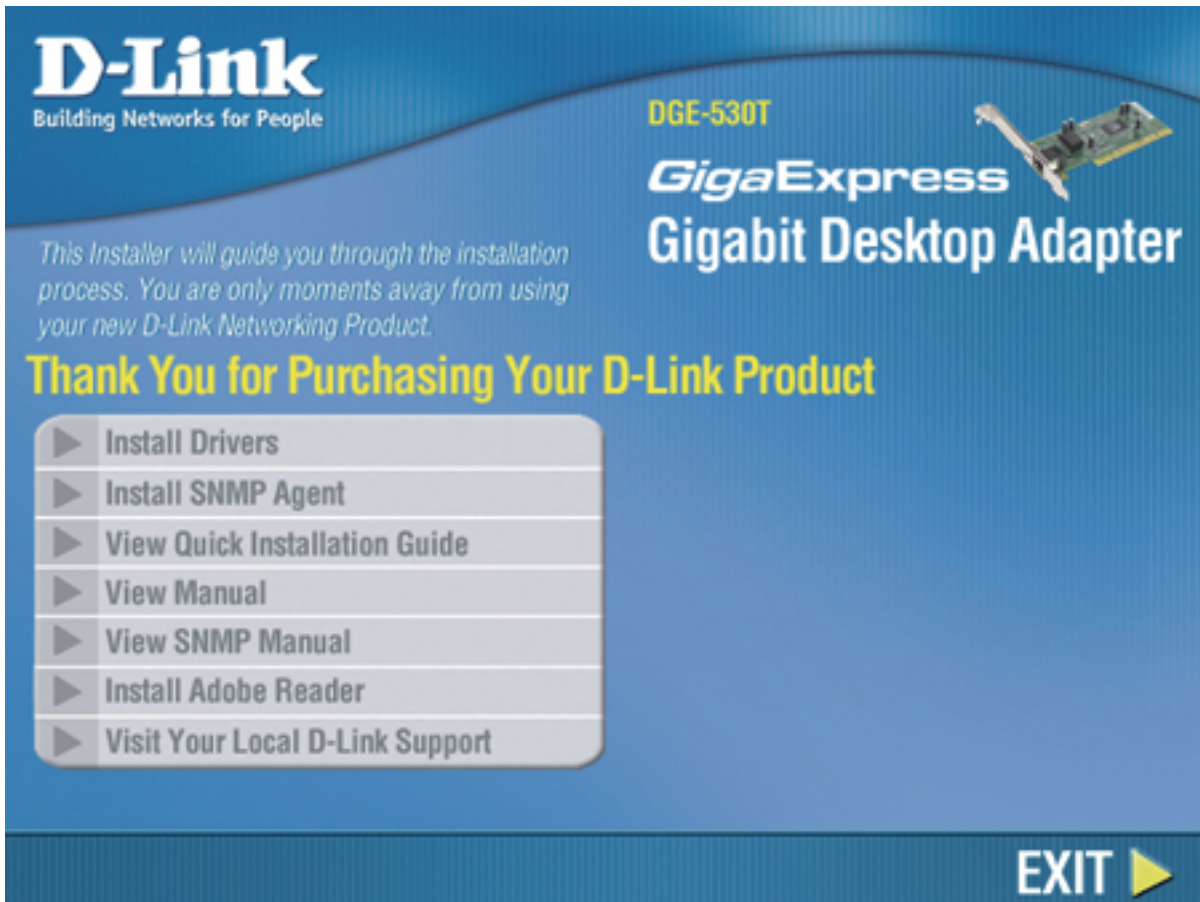 D-Link
Building Networks for People
DGE-530T
GigaExpress
Gigabit Desktop Adapter
This Installer will guide you through the installation
process. You are only moments away from using
your new D-Link Networking Product.
Thank You for Purchasing Your D-Link Product
Install Drivers
Install SNMP Agent
View Quick Installation Guide
View Manual
View SNMP Manual
Install Adobe Reader
Visit Your Local D-Link Support
EXIT